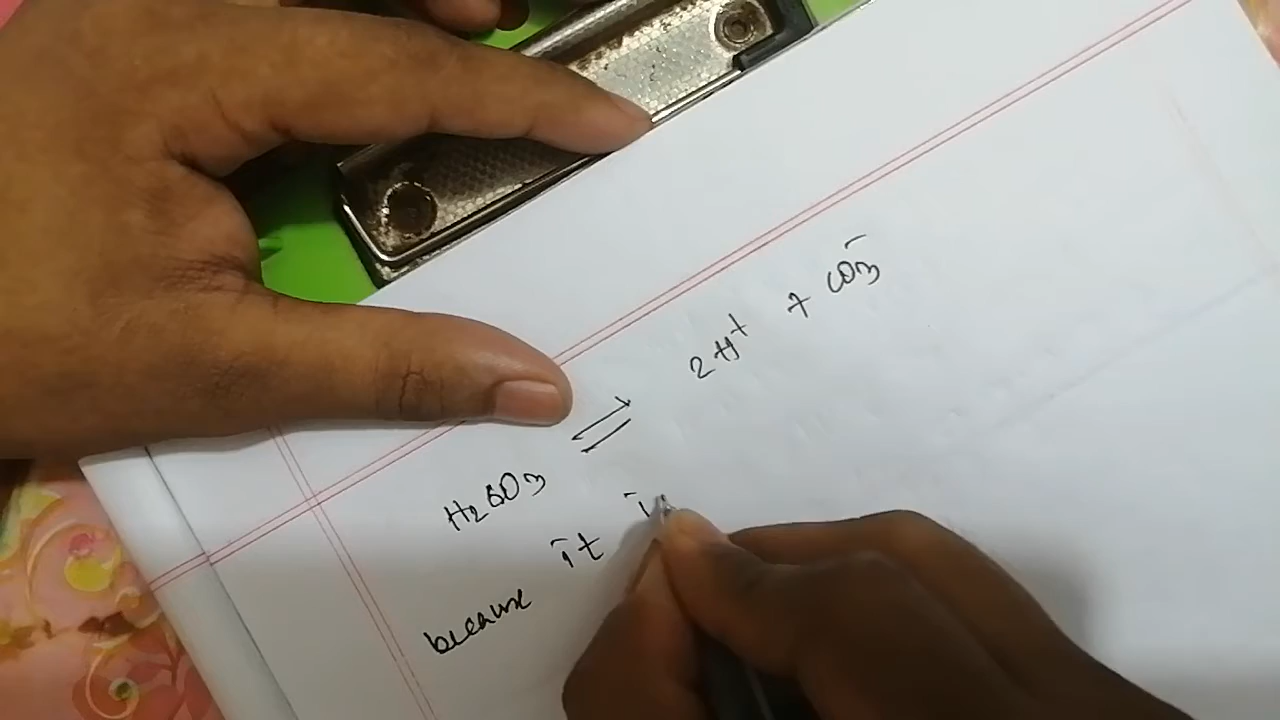 H₂CO₃ ⇌ 2H⁺ + CO₃⁻
because it i